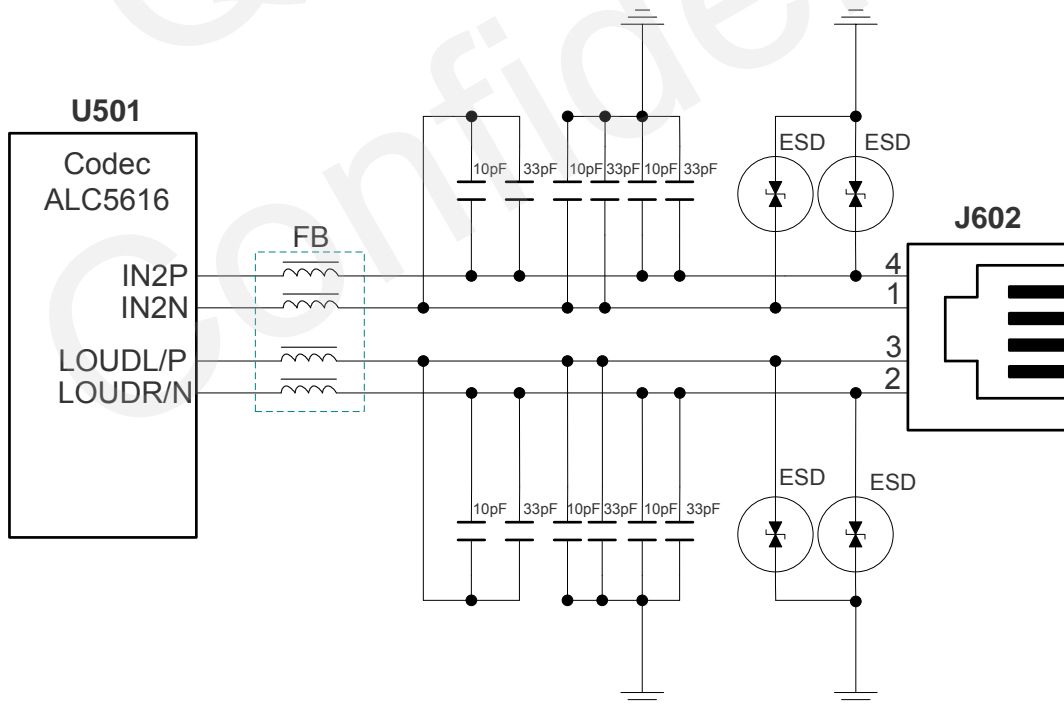 U501
Codec
ALC5616
FB
IN2P
IN2N
LOUDL/P
LOUDR/N
10pF 33pF 10pF 33pF 10pF 33pF
ESD ESD
J602
4
1
3
2
10pF 33pF 10pF 33pF 10pF 33pF
ESD ESD
Confiden